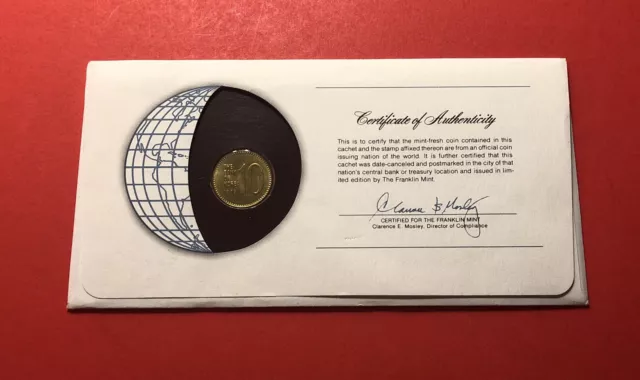 Certificate of Authenticity
This is to certify that the mint-fresh coin contained in this
cachet and the stamp affixed thereon are from an official coin
issuing nation of the world. It is further certified that this
cachet was date-canceled and postmarked in the city of that
nation's central bank or treasury location and issued in lim-
ited edition by The Franklin Mint.
CERTIFIED FOR THE FRANKLIN MINT
Clarence E. Mosley, Director of Compliance
10